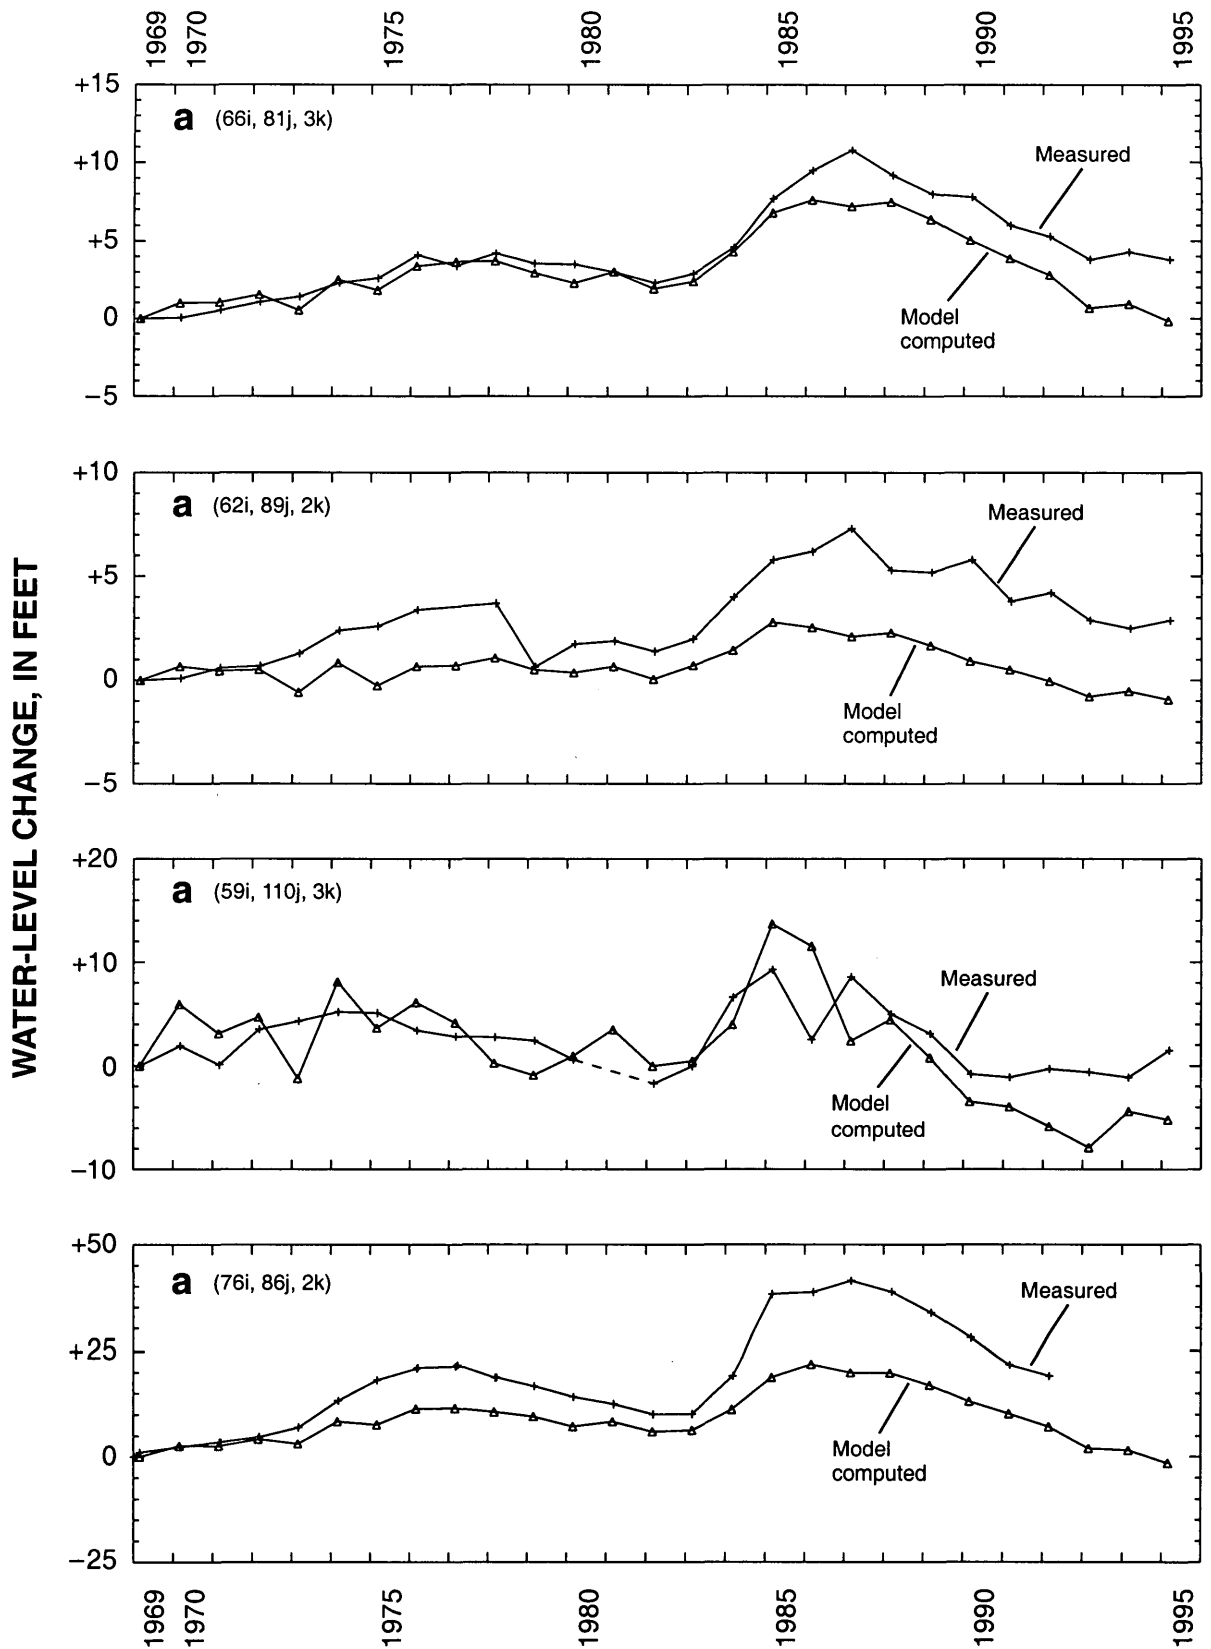 1969 1970 1975 1980 1985 1990 1995
WATER-LEVEL CHANGE, IN FEET
+15
a (66i, 81j, 3k)
+10
Measured
+5
0
Model
computed
−5
+10
a (62i, 89j, 2k)
Measured
+5
0
Model
computed
−5
+20
a (59i, 110j, 3k)
+10
Measured
0
Model
computed
−10
+50
a (76i, 86j, 2k)
Measured
+25
0
Model
computed
−25
1969 1970 1975 1980 1985 1990 1995